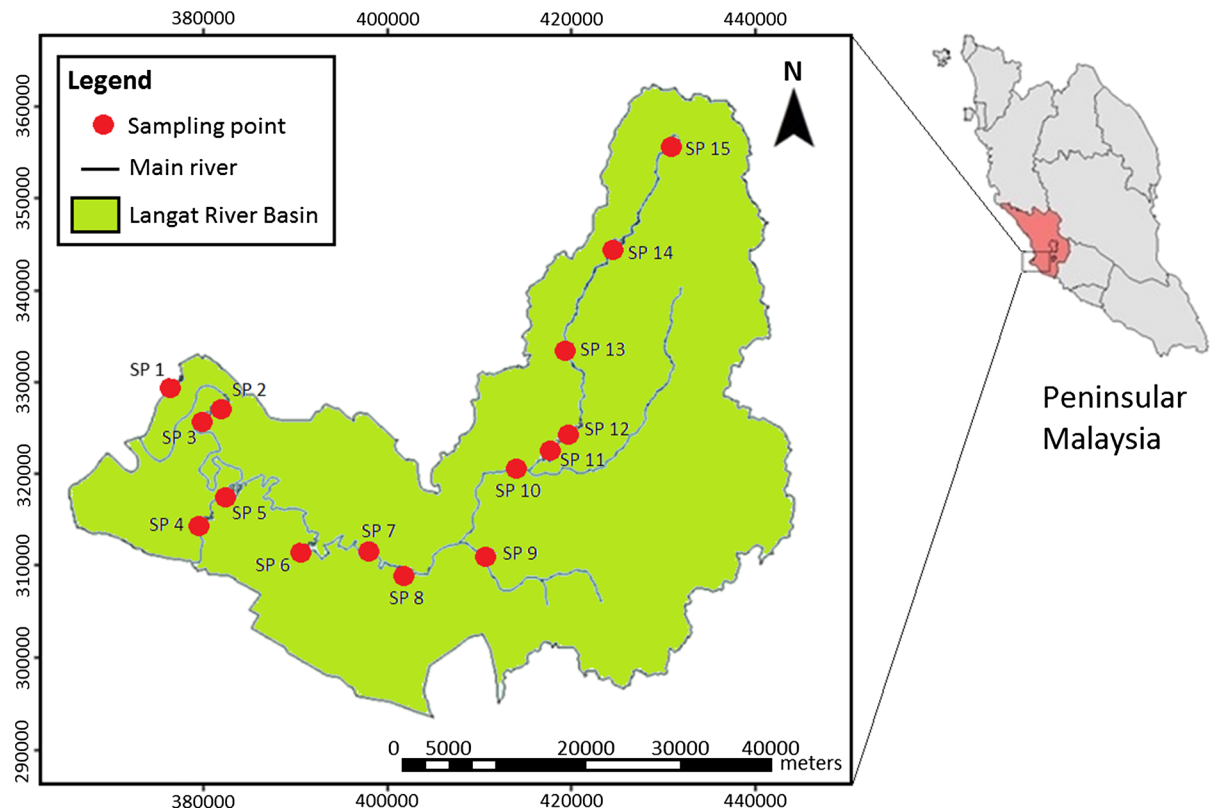 380000
400000
420000
440000
360000
350000
340000
330000
320000
310000
300000
290000
Legend
Sampling point
Main river
Langat River Basin
N
SP 15
SP 14
SP 13
SP 1
SP 2
SP 3
SP 12
SP 11
SP 10
SP 5
SP 4
SP 7
SP 6
SP 9
SP 8
0 5000 20000 30000 40000
meters
380000
400000
420000
440000
Peninsular
Malaysia